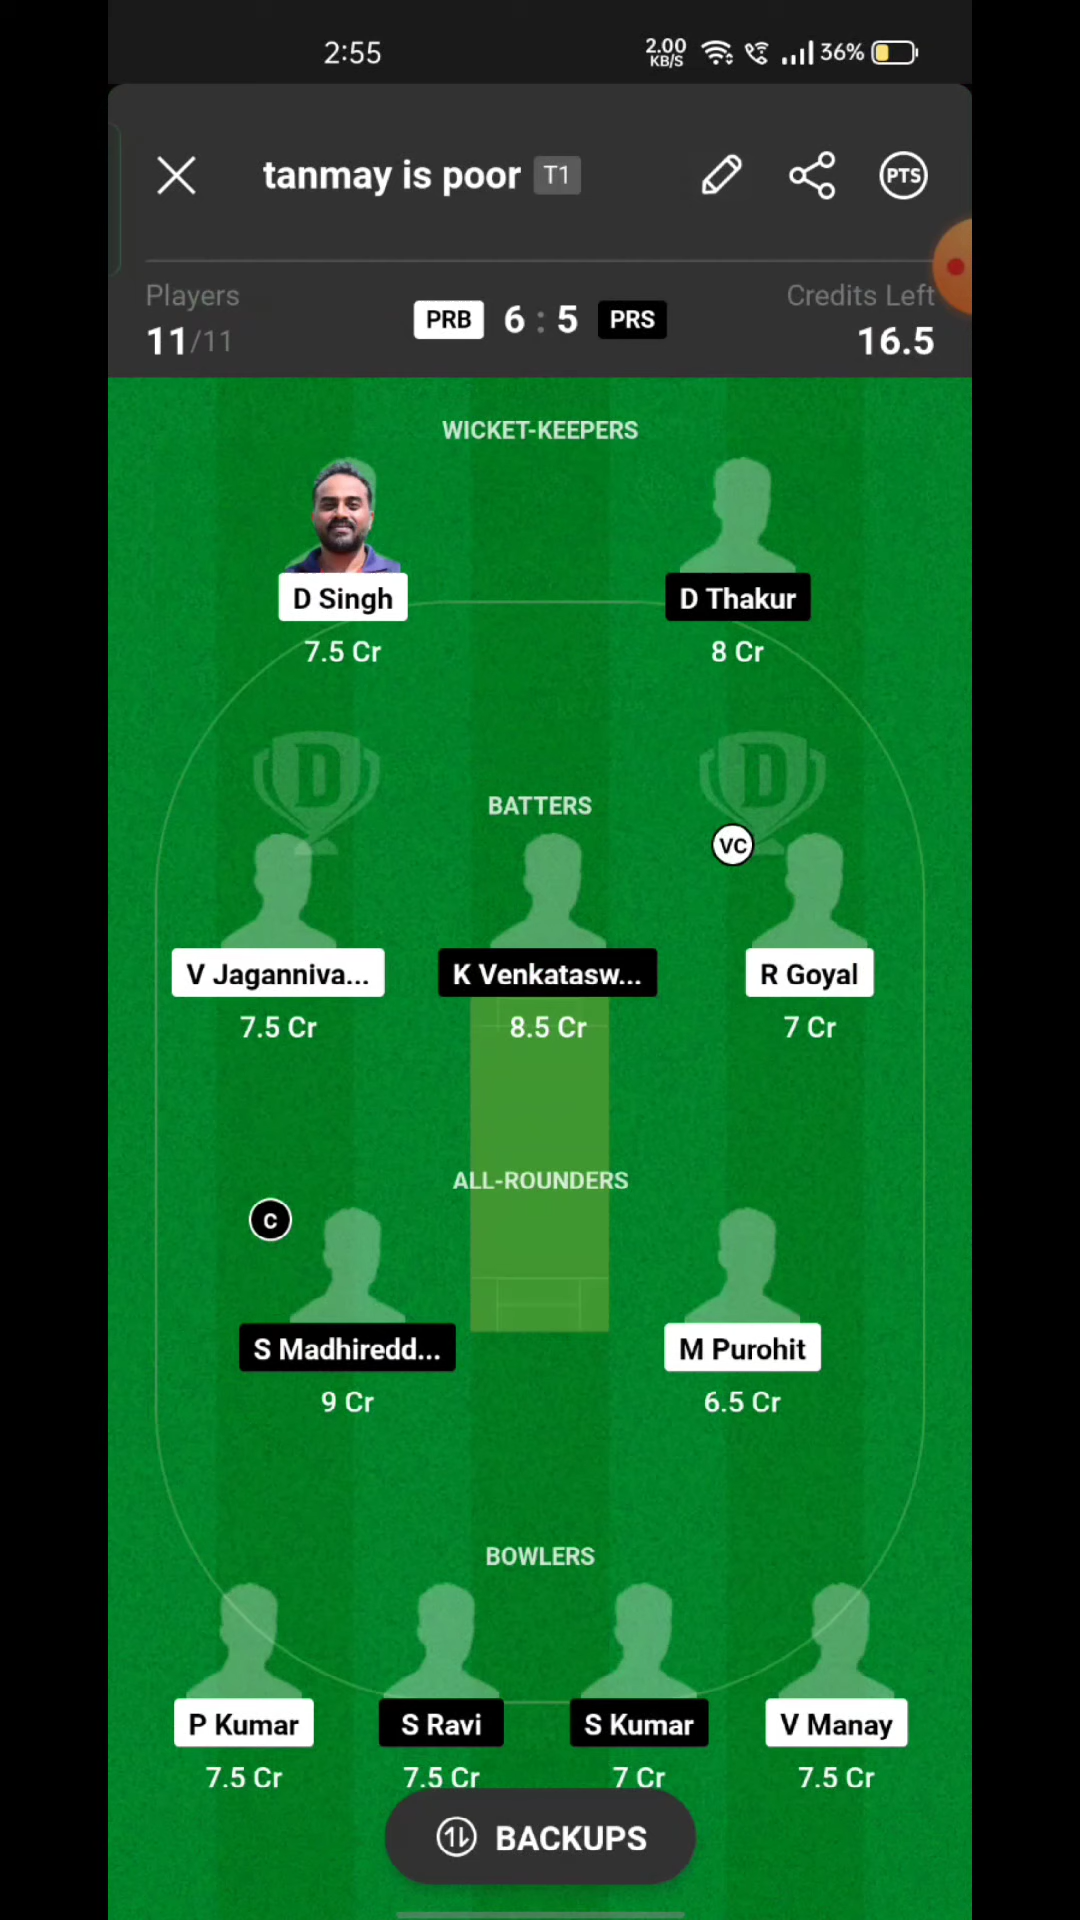 2:55
2.00
KB/S
36%
tanmay is poor T1
PTS
Players
11/11
PRB 6 : 5 PRS
Credits Left
16.5
WICKET-KEEPERS
D Singh
7.5 Cr
D Thakur
8 Cr
D
D
BATTERS
VC
V Jaganniva...
7.5 Cr
K Venkatasw...
8.5 Cr
R Goyal
7 Cr
ALL-ROUNDERS
C
S Madhiredd...
9 Cr
M Purohit
6.5 Cr
BOWLERS
P Kumar
7.5 Cr
S Ravi
7.5 Cr
S Kumar
7 Cr
V Manay
7.5 Cr
BACKUPS